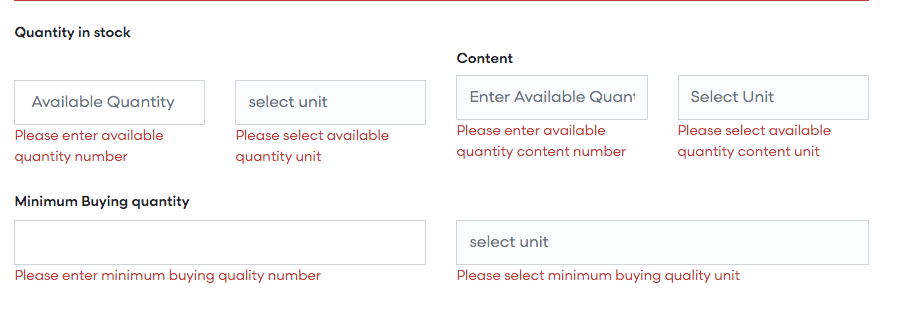 Quantity in stock
Content
Available Quantity
select unit
Enter Available Quant
Select Unit
Please enter available
quantity number
Please select available
quantity unit
Please enter available
quantity content number
Please select available
quantity content unit
Minimum Buying quantity
select unit
Please enter minimum buying quality number
Please select minimum buying quality unit